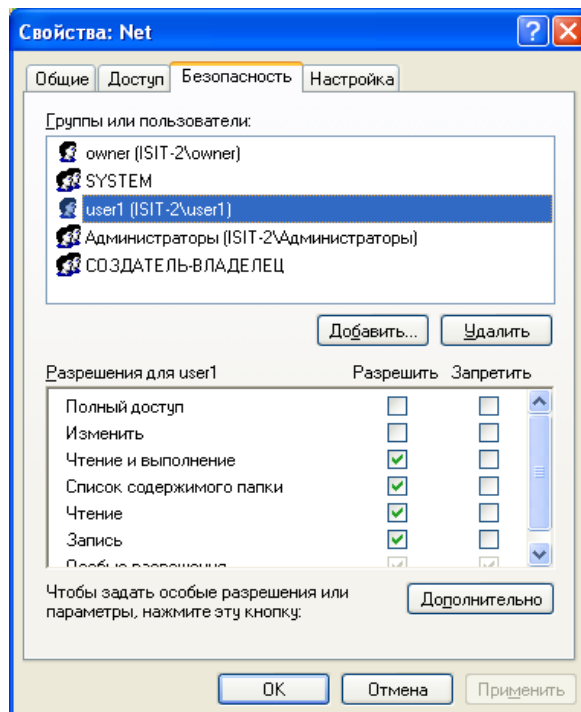 Свойства: Net
Общие Доступ Безопасность Настройка
Группы или пользователи:
owner (ISIT-2\owner)
SYSTEM
user1 (ISIT-2\user1)
Администраторы (ISIT-2\Администраторы)
СОЗДАТЕЛЬ-ВЛАДЕЛЕЦ
Добавить... Удалить
Разрешения для user1 Разрешить Запретить
Полный доступ
Изменить
Чтение и выполнение
Список содержимого папки
Чтение
Запись
Особые разрешения
Чтобы задать особые разрешения или
параметры, нажмите эту кнопку:
Дополнительно
OK Отмена Применить